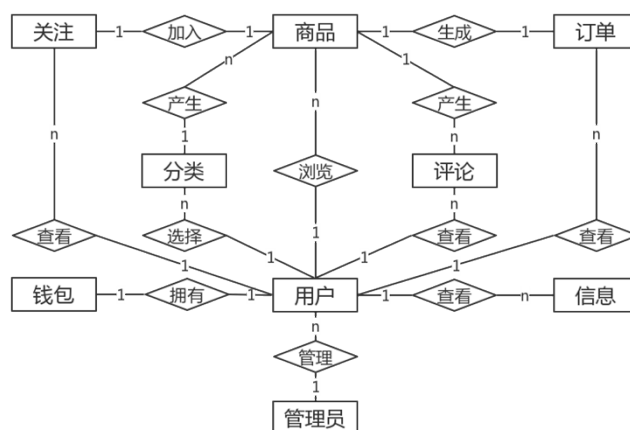 关注 1 加入 1 商品 1 生成 1 订单
n 1
产生 n 产生
1 n
n n
分类 浏览 评论
n n
选择 1 查看
查看 1 1 查看
1 1
钱包 1 拥有 1 用户 1 查看 n 信息
n
管理
1
管理员